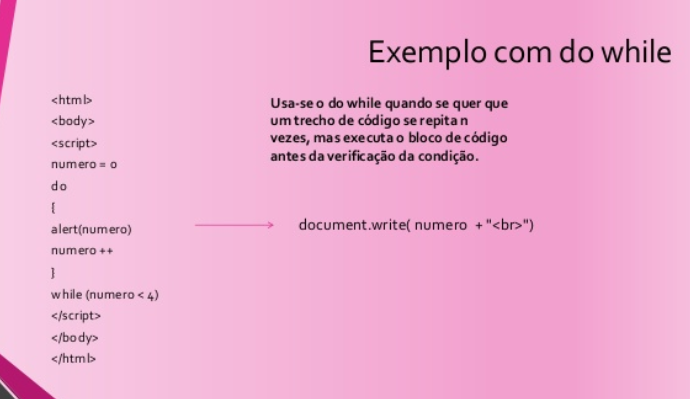 Exemplo com do while
<html>
<body>
<script>
numero = 0
do
{
alert(numero)
numero ++
}
while (numero < 4)
</script>
</body>
</html>
Usa-se o do while quando se quer que
um trecho de código se repita n
vezes, mas executa o bloco de código
antes da verificação da condição.
document.write( numero + "<br>")